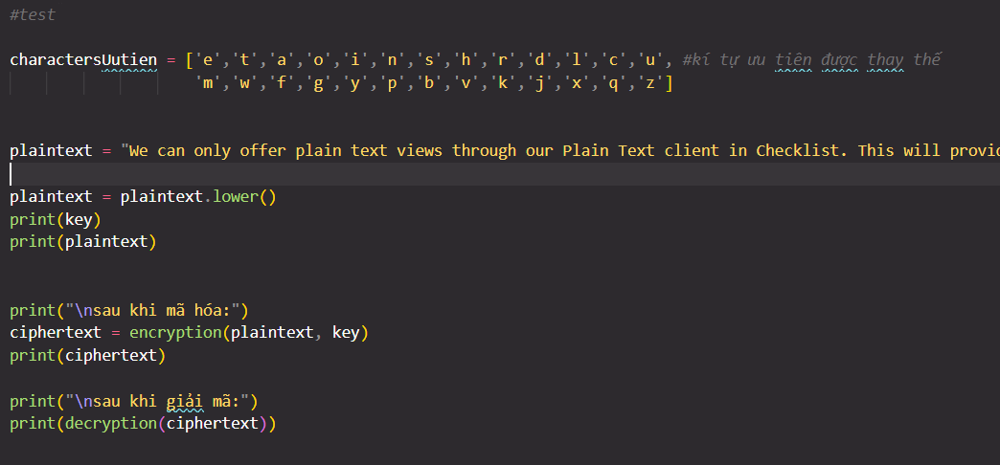 #test
charactersUutien = ['e','t','a','o','i','n','s','h','r','d','l','c','u', #kí tự ưu tiên được thay thế
'm','w','f','g','y','p','b','v','k','j','x','q','z']
plaintext = "We can only offer plain text views through our Plain Text client in Checklist. This will
plaintext = plaintext.lower()
print(key)
print(plaintext)
print("\nsau khi mã hóa:")
ciphertext = encryption(plaintext, key)
print(ciphertext)
print("\nsau khi giải mã:")
print(decryption(ciphertext))